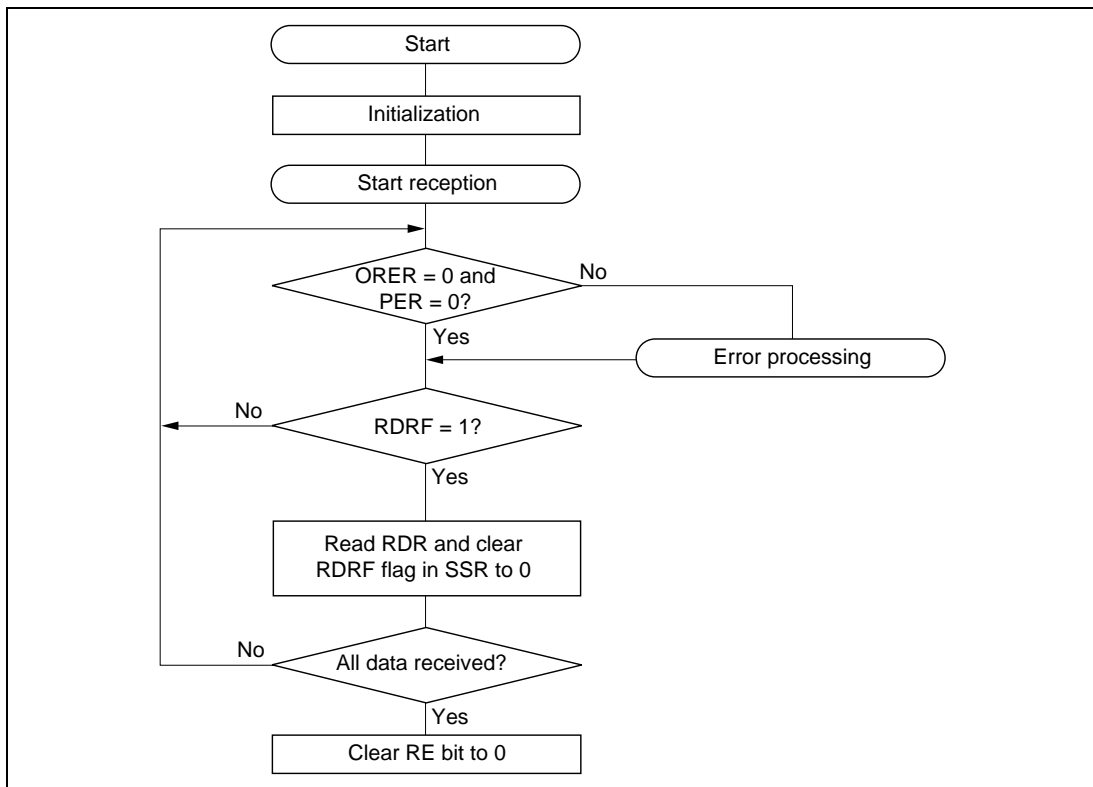 Start
Initialization
Start reception
ORER = 0 and
PER = 0?
No
Yes
Error processing
No
RDRF = 1?
Yes
Read RDR and clear
RDRF flag in SSR to 0
No
All data received?
Yes
Clear RE bit to 0